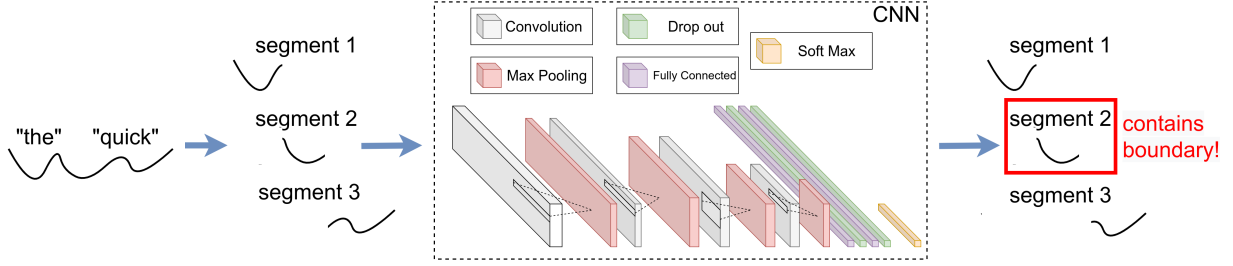 "the" "quick"
segment 1
segment 2
segment 3
CNN
Convolution
Drop out
Soft Max
Max Pooling
Fully Connected
segment 1
segment 2
contains
boundary!
segment 3